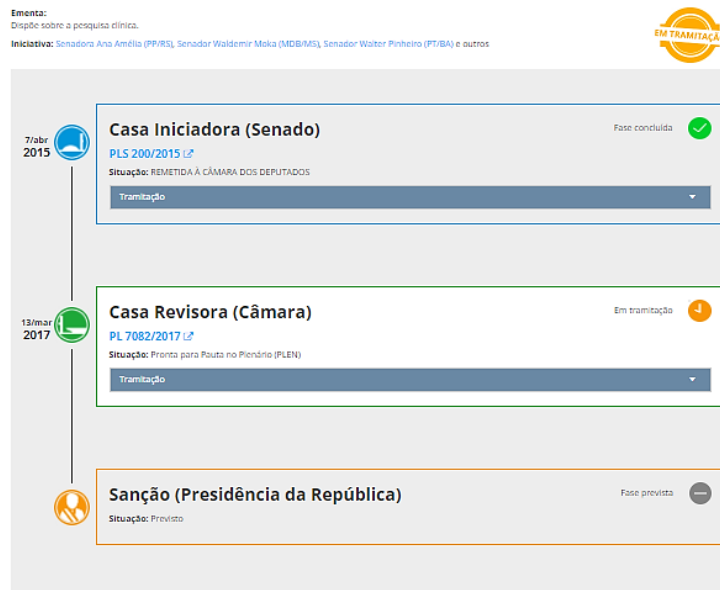 Ementa:
Dispõe sobre a pesquisa clínica.
Iniciativa: Senadora Ana Amélia (PP/RS), Senador Waldemir Moka (MDB/MS), Senador Walter Pinheiro (PT/BA) e outros
EM TRAMITAÇÃ
7/abr
2015
Casa Iniciadora (Senado)
Fase concluída
PLS 200/2015
Situação: REMETIDA À CÂMARA DOS DEPUTADOS
Tramitação
13/mar
2017
Casa Revisora (Câmara)
Em tramitação
PL 7082/2017
Situação: Pronta para Pauta no Plenário (PLEN)
Tramitação
Sanção (Presidência da República)
Fase prevista
Situação: Previsto